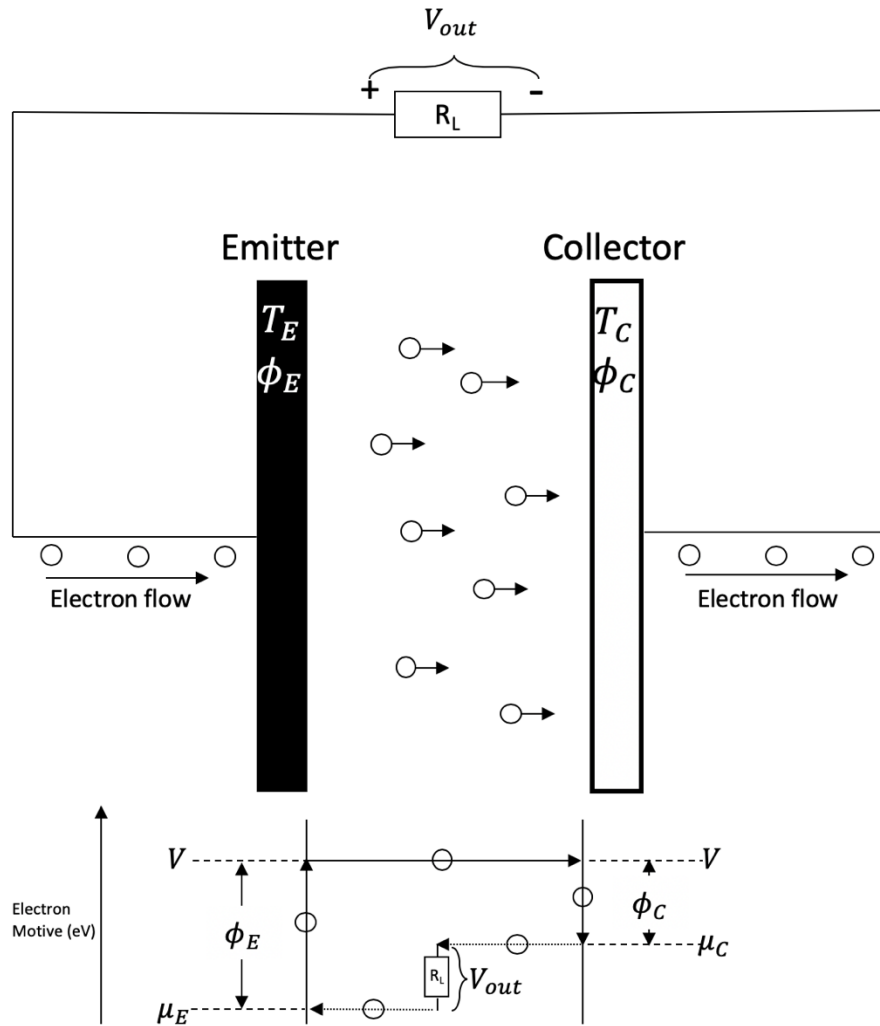 V_out
+ -
R_L
Emitter Collector
T_E T_C
ϕ_E ϕ_C
Electron flow Electron flow
V V
Electron
Motive (eV)
ϕ_E ϕ_C
μ_C
R_L V_out
μ_E